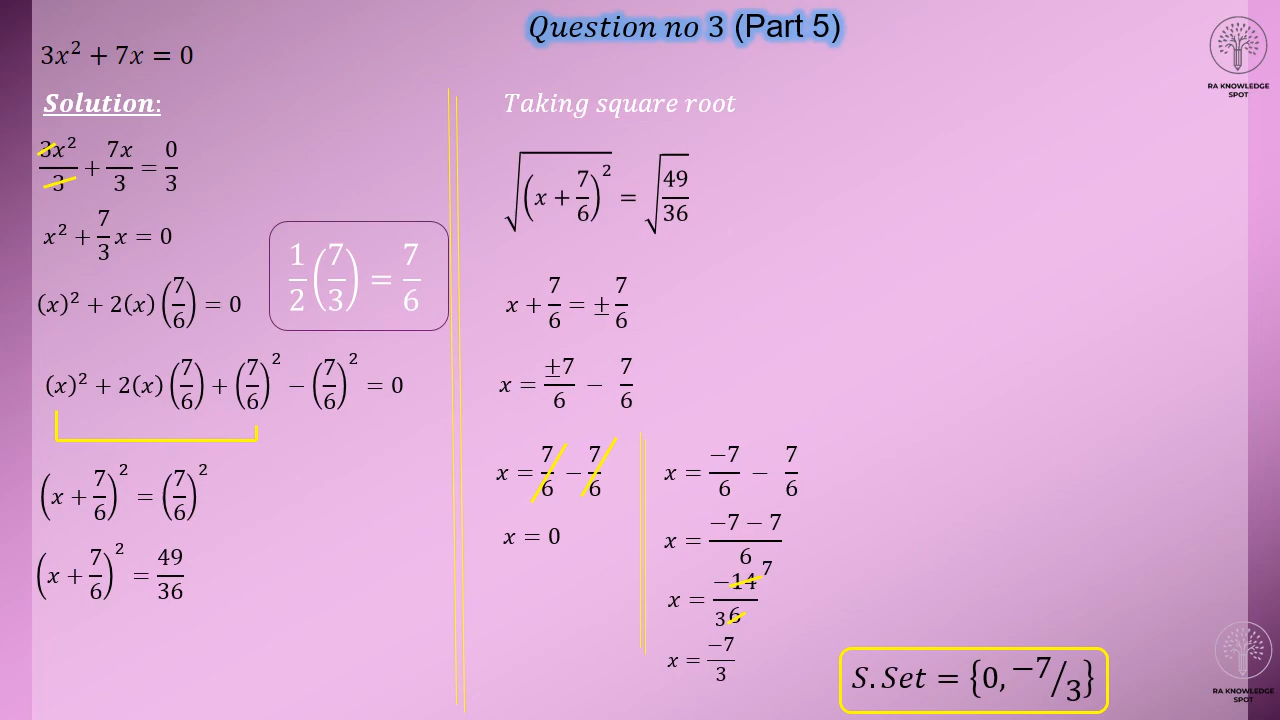 Question no 3 (Part 5)
3x² + 7x = 0
Solution:
3x²/3 + 7x/3 = 0/3
x² + 7/3 x = 0
1/2 (7/3) = 7/6
(x)² + 2(x)(7/6) = 0
(x)² + 2(x)(7/6) + (7/6)² − (7/6)² = 0
(x + 7/6)² = (7/6)²
(x + 7/6)² = 49/36
Taking square root
√(x + 7/6)² = √49/36
x + 7/6 = ± 7/6
x = ±7/6 − 7/6
x = 7/6 − 7/6
x = 0
x = −7/6 − 7/6
x = −7 − 7/6
x = −14 7/3 6
x = −7/3
S. Set = {0, −7/3}
RA KNOWLEDGE
SPOT
RA KNOWLEDGE
SPOT